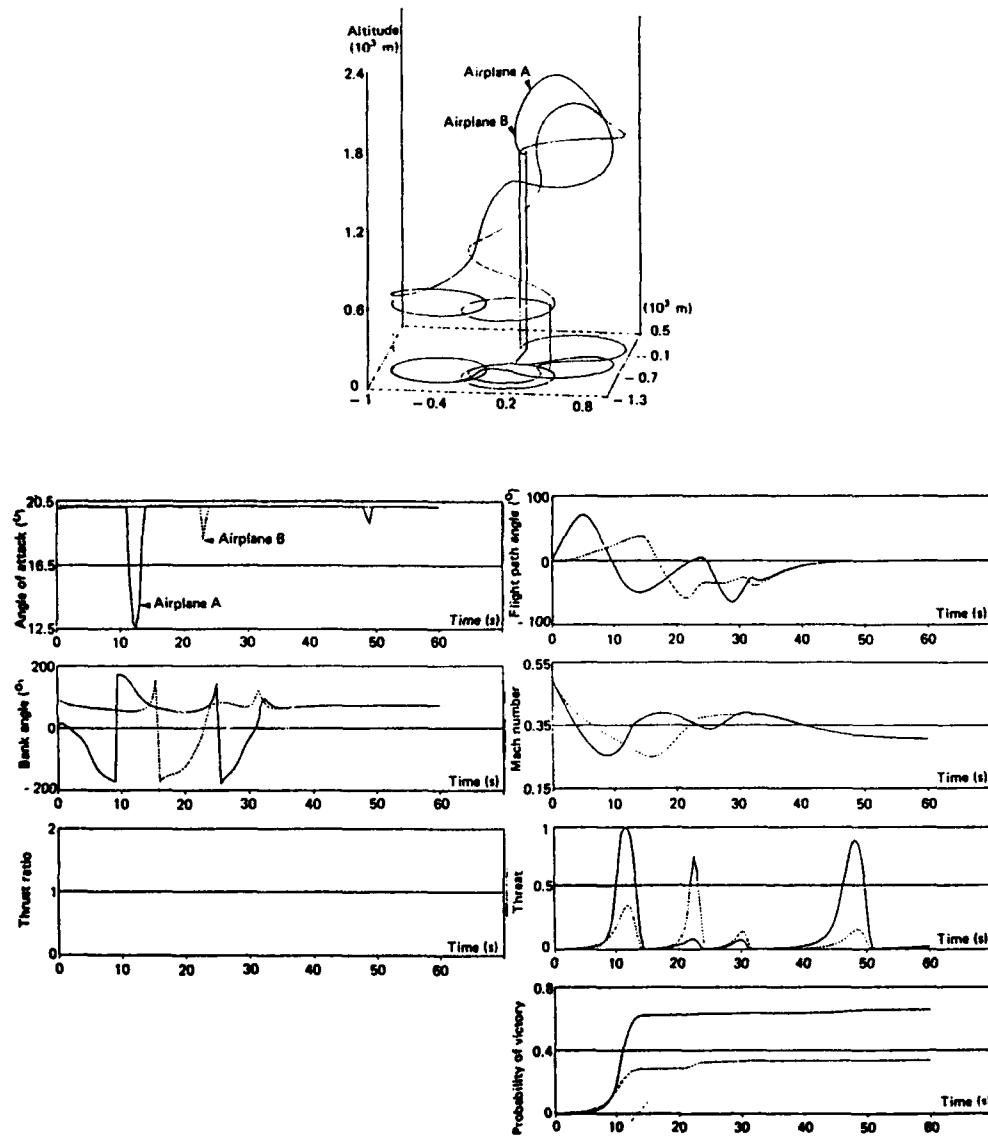 Altitude
(10³ m)
2.4
Airplane A
Airplane B
1.8
1.2
0.6
(10³ m)
0.5
0.1
- 0.7
- 1.3
0
- 1
- 0.4
0.2
0.8
Angle of attack (°)
20.5
16.5
12.5
Airplane B
Airplane A
Time (s)
0 10 20 30 40 50 60
Flight path angle (°)
100
0
- 100
Time (s)
0 10 20 30 40 50 60
Bank angle (°)
200
0
- 200
Time (s)
0 10 20 30 40 50 60
Mach number
0.55
0.35
0.15
Time (s)
0 10 20 30 40 50 60
Thrust ratio
2
1
0
Time (s)
0 10 20 30 40 50 60
Threat
1
0.5
0
Time (s)
0 10 20 30 40 50 60
Probability of victory
0.8
0.4
0
Time (s)
0 10 20 30 40 50 60